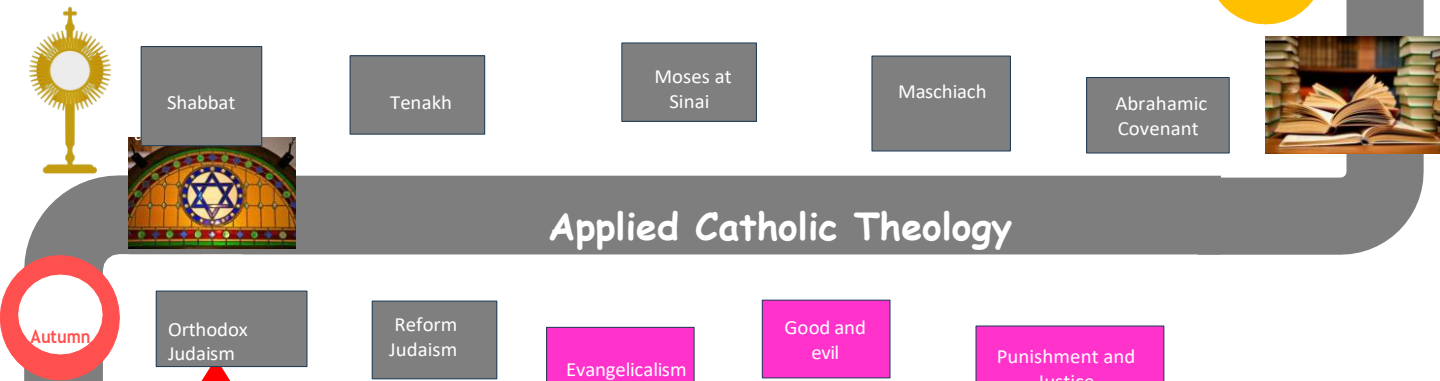 Shabbat
Tenakh
Moses at
Sinai
Maschiach
Abrahamic
Covenant
Applied Catholic Theology
Autumn
Orthodox
Judaism
Reform
Judaism
Evangelicalism
Good and
evil
Punishment and
Justice